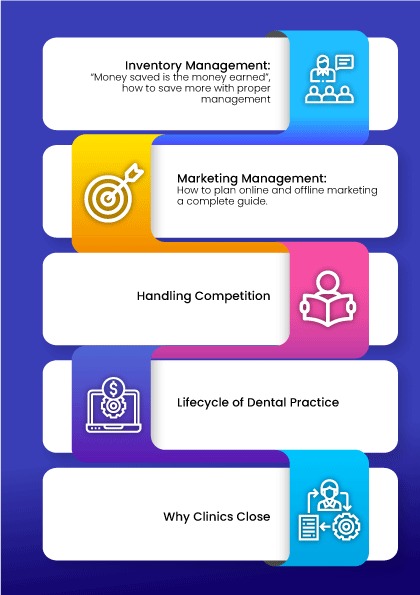 Inventory Management:
“Money saved is the money earned”,
how to save more with proper
management
Marketing Management:
How to plan online and offline marketing
a complete guide.
Handling Competition
$
Lifecycle of Dental Practice
Why Clinics Close